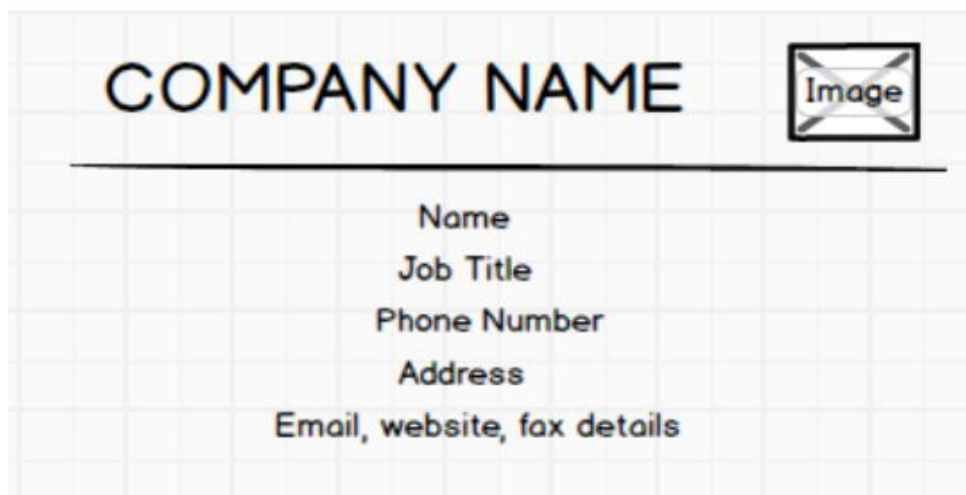 COMPANY NAME
Image
Name
Job Title
Phone Number
Address
Email, website, fax details